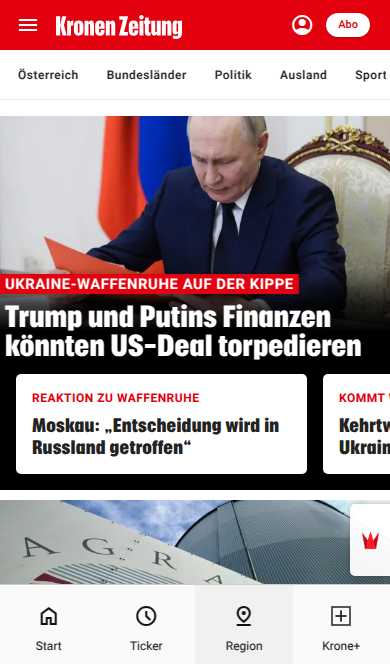 Kronen Zeitung
Abo
Österreich Bundesländer Politik Ausland Sport
UKRAINE-WAFFENRUHE AUF DER KIPPE
Trump und Putins Finanzen
könnten US-Deal torpedieren
REAKTION ZU WAFFENRUHE
Moskau: „Entscheidung wird in
Russland getroffen“
KOMMT
Kehrtw
Ukrain
AGRA
Start Ticker Region Krone+